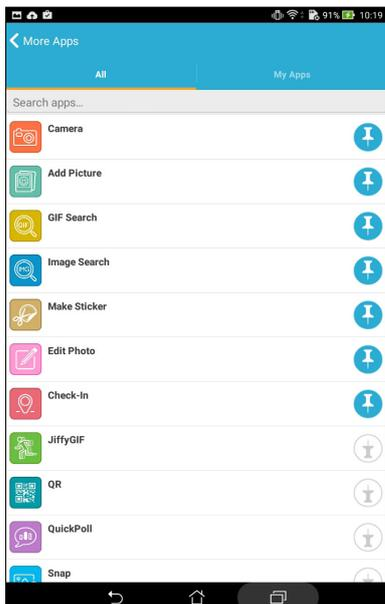 91% 10:19
More Apps
All My Apps
Search apps...
Camera
Add Picture
GIF Search
Image Search
Make Sticker
Edit Photo
Check-In
JiffyGIF
QR
QuickPoll
Snap